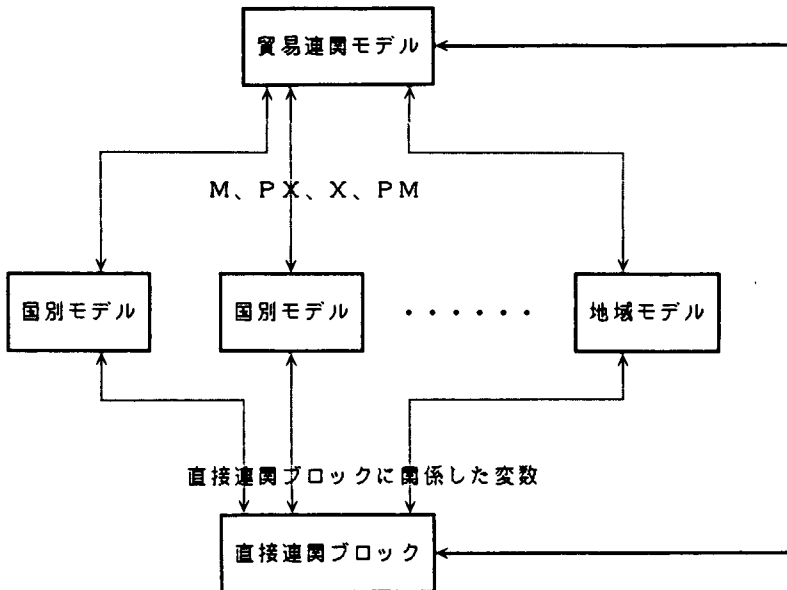 貿易連関モデル
M、PX、X、PM
国別モデル
国別モデル
・・・・・・
地域モデル
直接連関ブロックに関係した変数
直接連関ブロック